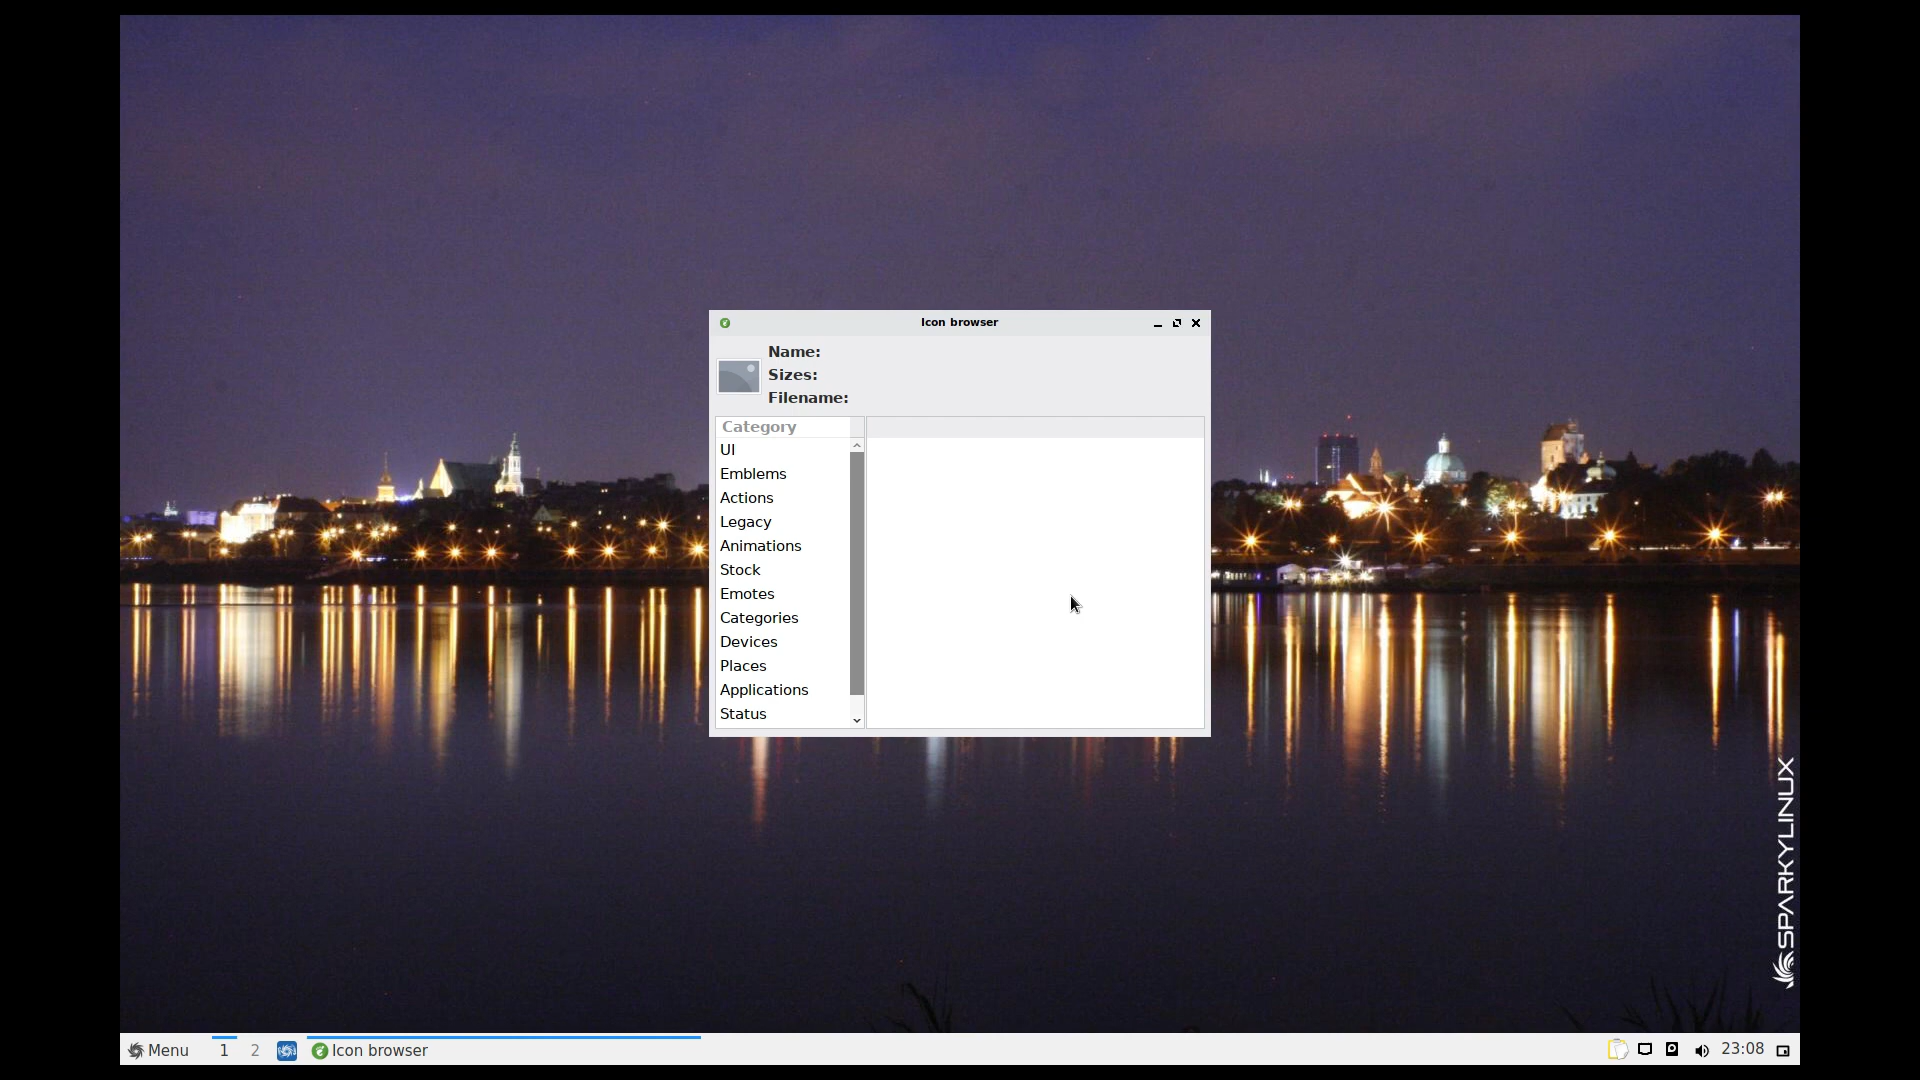 Icon browser
Name:
Sizes:
Filename:
Category
UI
Emblems
Actions
Legacy
Animations
Stock
Emotes
Categories
Devices
Places
Applications
Status
SPARKYLINUX
Menu 1 2 Icon browser 23:08